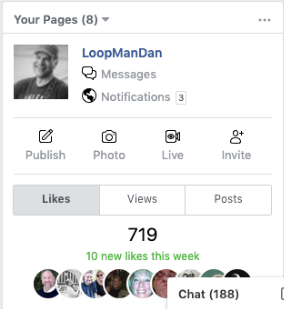 Your Pages (8)
LoopManDan
Messages
Notifications 3
Publish Photo Live Invite
Likes Views Posts
719
10 new likes this week
Chat (188)